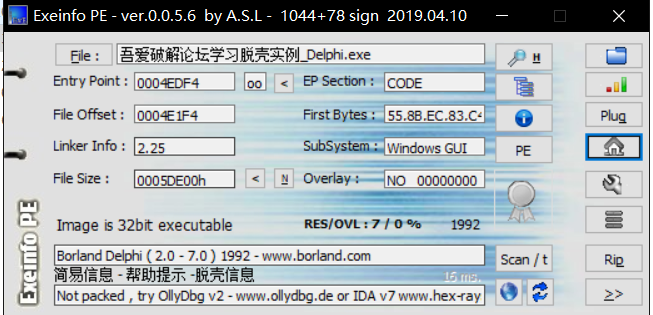 Exeinfo PE - ver.0.0.5.6 by A.S.L - 1044+78 sign 2019.04.10
File : 吾爱破解论坛学习脱壳实例_Delphi.exe H
Entry Point : 0004EDF4 oo < EP Section : CODE
File Offset : 0004E1F4 First Bytes : 55.8B.EC.83.C4 Plug
Linker Info : 2.25 SubSystem : Windows GUI PE
File Size : 0005DE00h < N Overlay : NO 00000000
Image is 32bit executable RES/OVL : 7 / 0 % 1992
Borland Delphi ( 2.0 - 7.0 ) 1992 - www.borland.com Scan / t Rip
简易信息 - 帮助提示 -脱壳信息 16 ms.
Not packed , try OllyDbg v2 - www.ollydbg.de or IDA v7 www.hex-ray >>
Exeinfo PE